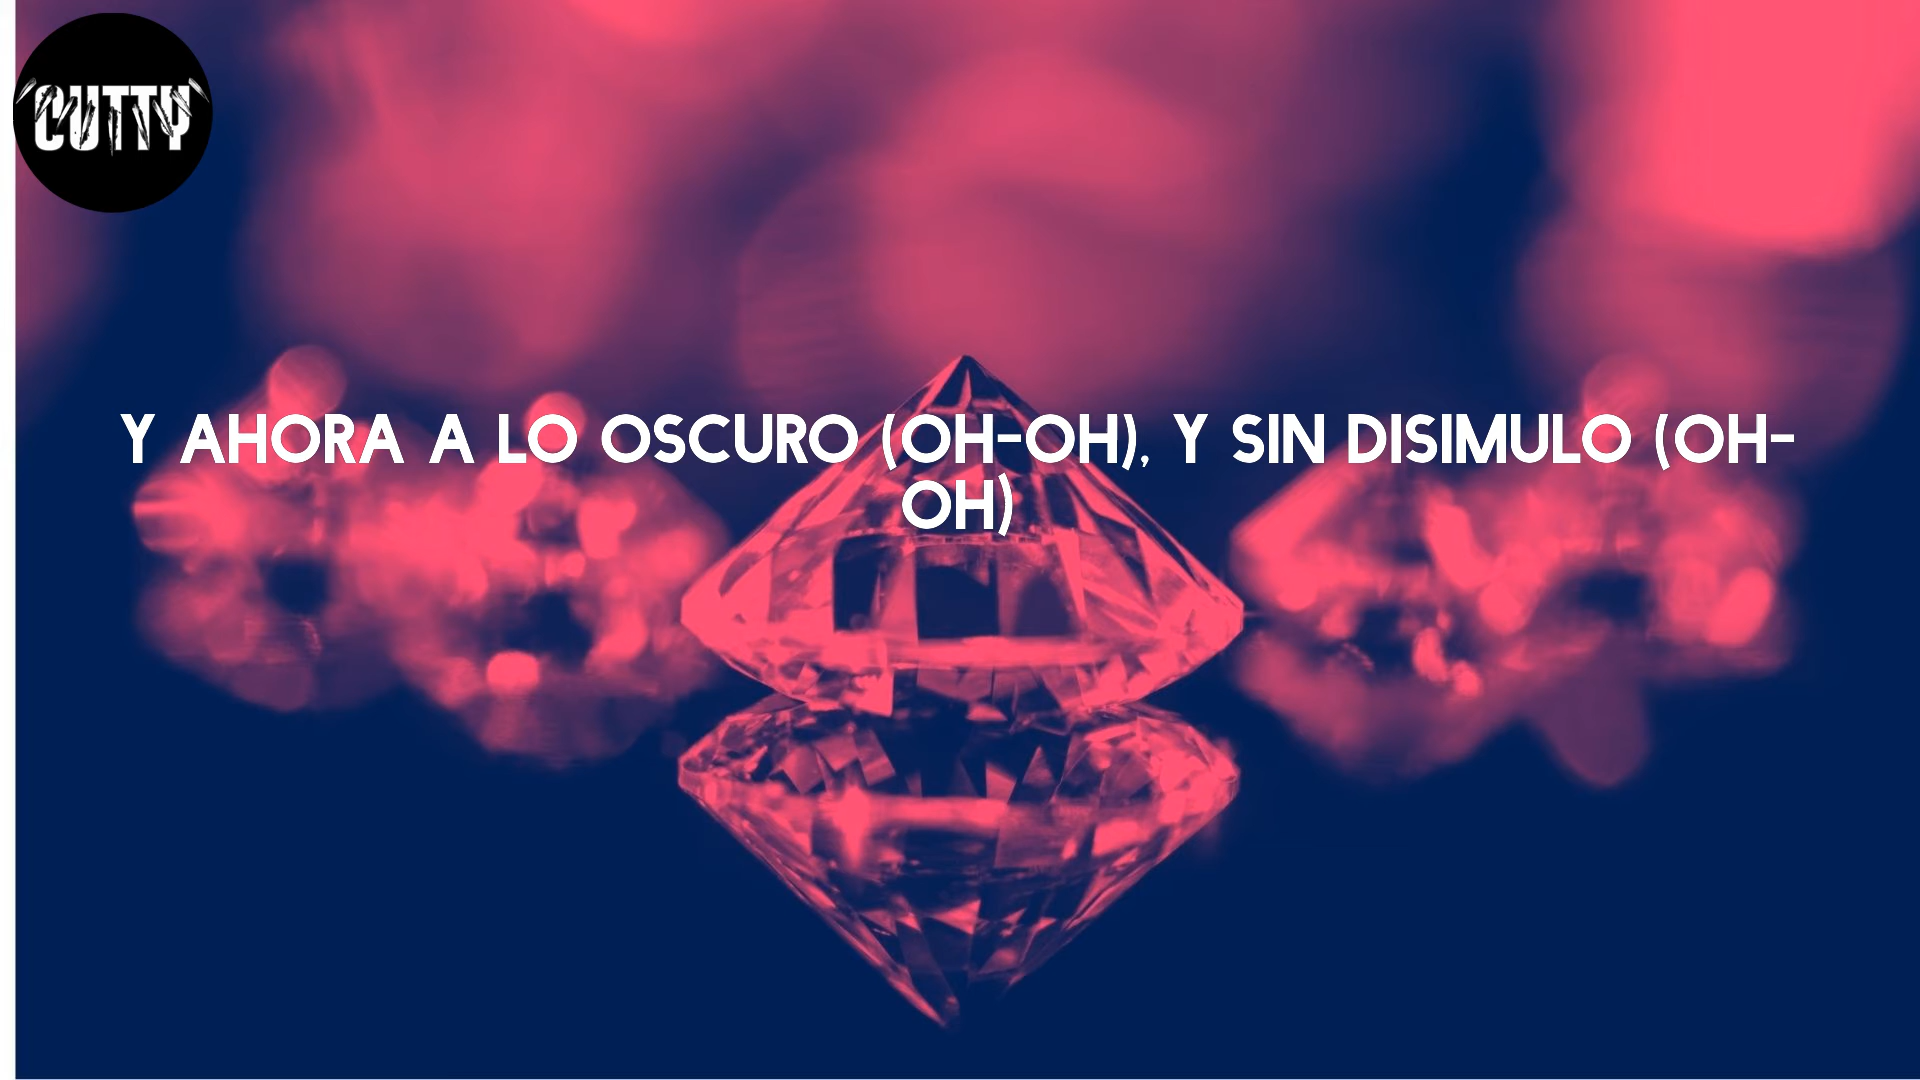 CUTTY
Y AHORA A LO OSCURO (OH-OH), Y SIN DISIMULO (OH-
OH)